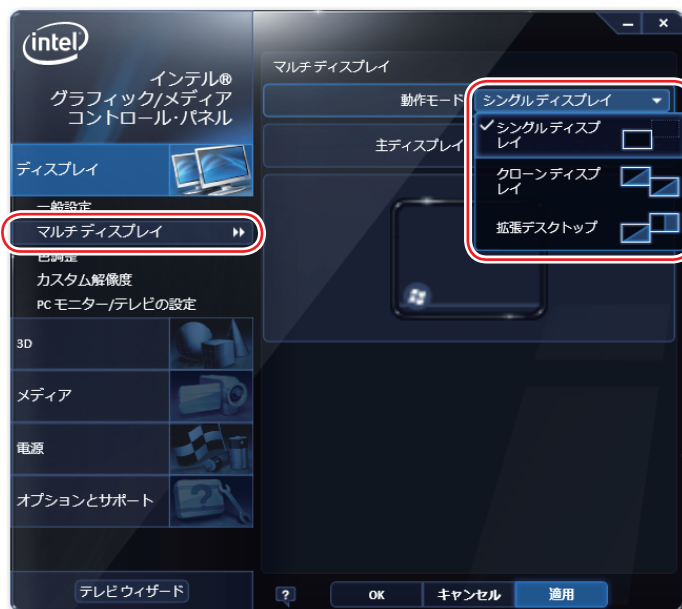 intel
インテル®
グラフィック/メディア
コントロール・パネル
ディスプレイ
一般設定
マルチディスプレイ
色調整
カスタム解像度
PC モニター/テレビの設定
3D
メディア
電源
オプションとサポート
テレビ ウィザード
マルチ ディスプレイ
動作モード
シングル ディスプレイ
シングル ディスプ
レイ
クローン ディスプ
レイ
拡張デスクトップ
主ディスプレイ
?
OK
キャンセル
適用